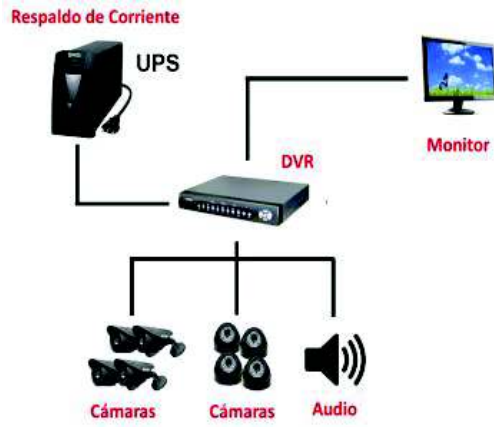 Respaldo de Corriente
UPS
Monitor
DVR
Cámaras
Cámaras
Audio